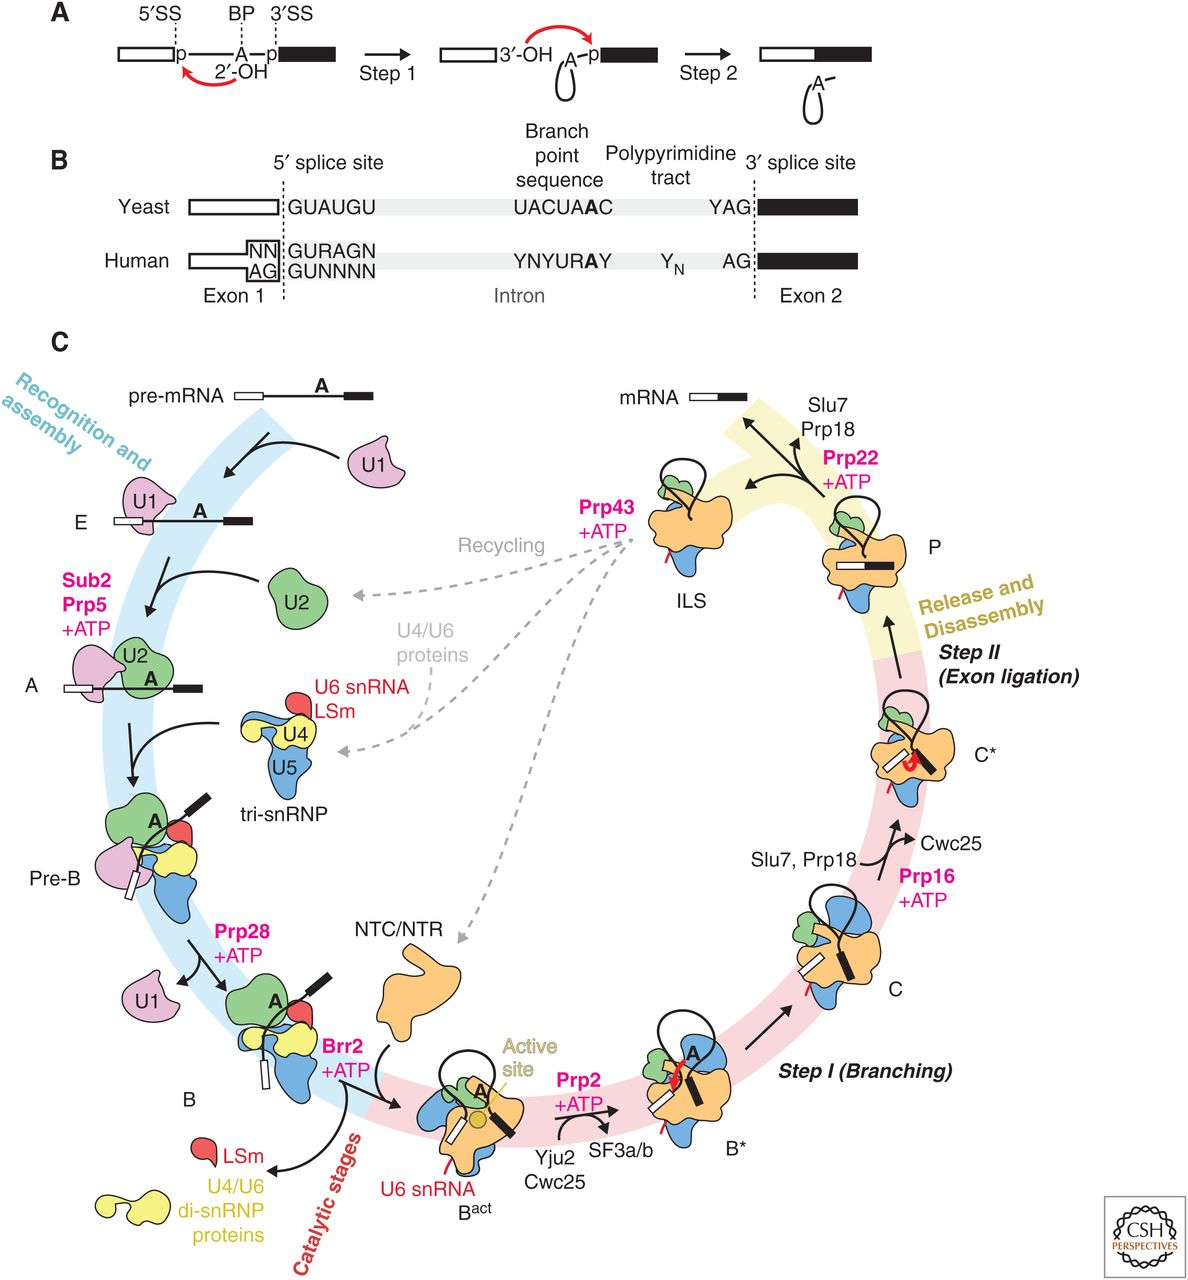 A
5′SS BP 3′SS
p A p
2′-OH
Step 1
3′-OH A p
Step 2
A
B
5′ splice site
Branch
point
sequence
Polypyrimidine
tract
3′ splice site
Yeast GUAUGU UACUAAC YAG
Human NN GURAGN YNYURAY YN AG
AG GUNNNN
Exon 1 Intron Exon 2
C
Recognition and
assembly
pre-mRNA A
U1
U1
E A
Sub2
Prp5
+ATP
U2
U2
A A
U4/U6
proteins
Recycling
U6 snRNA
LSm
U4
U5
tri-snRNP
A
Pre-B
Prp28
+ATP
U1
A
B
NTC/NTR
Brr2
+ATP
LSm
U4/U6
di-snRNP
proteins
Catalytic stages
Active
site
A
U6 snRNA
Bact
Prp2
+ATP
Yju2
Cwc25
SF3a/b
A
B*
Step I (Branching)
C
Slu7, Prp18
Cwc25
Prp16
+ATP
C*
Step II
(Exon ligation)
Release and
Disassembly
P
Prp22
+ATP
Slu7
Prp18
mRNA
Prp43
+ATP
ILS
CSH
PERSPECTIVES